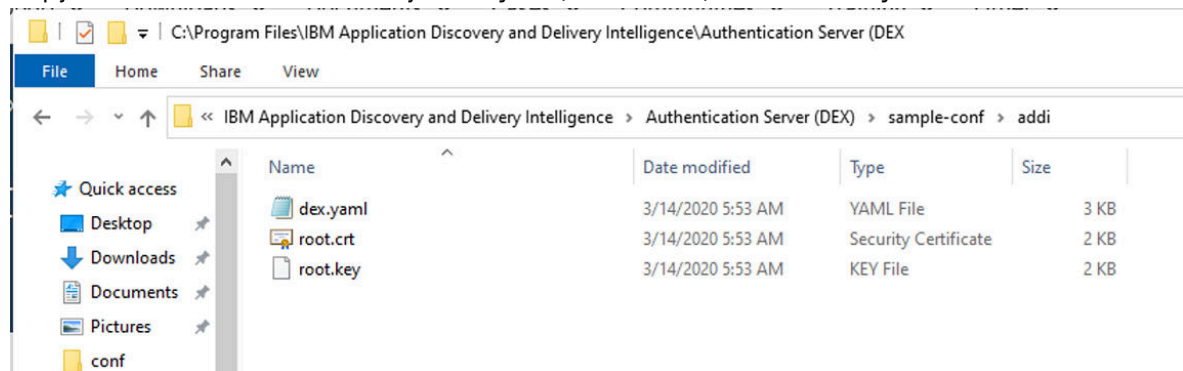 C:\Program Files\IBM Application Discovery and Delivery Intelligence\Authentication Server (DEX
File Home Share View
« IBM Application Discovery and Delivery Intelligence > Authentication Server (DEX) > sample-conf > addi
Name Date modified Type Size
Quick access
Desktop
Downloads
Documents
Pictures
conf
dex.yaml 3/14/2020 5:53 AM YAML File 3 KB
root.crt 3/14/2020 5:53 AM Security Certificate 2 KB
root.key 3/14/2020 5:53 AM KEY File 2 KB